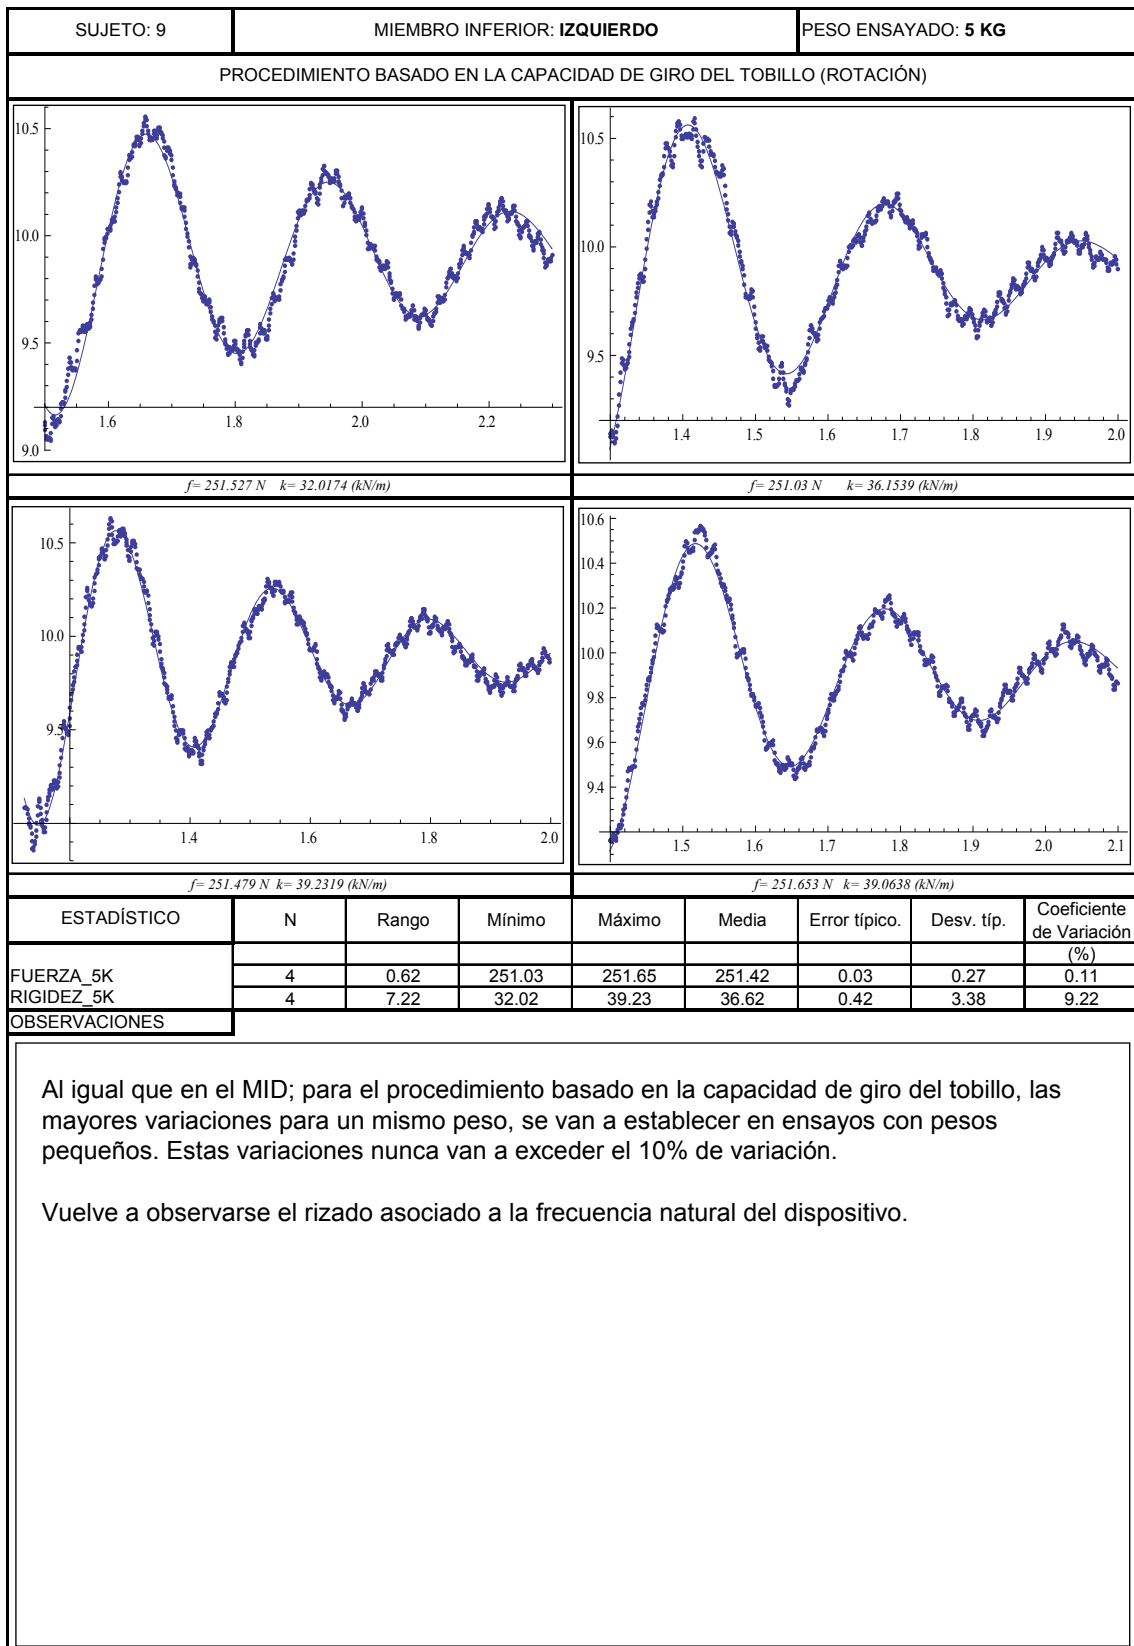 SUJETO: 9 MIEMBRO INFERIOR: IZQUIERDO PESO ENSAYADO: 5 KG
PROCEDIMIENTO BASADO EN LA CAPACIDAD DE GIRO DEL TOBILLO (ROTACIÓN)
10.5
10.0
9.5
9.0
1.6 1.8 2.0 2.2
f= 251.527 N k= 32.0174 (kN/m)
10.5
10.0
9.5
1.4 1.5 1.6 1.7 1.8 1.9 2.0
f= 251.03 N k= 36.1539 (kN/m)
10.5
10.0
9.5
1.4 1.6 1.8 2.0
f= 251.479 N k= 39.2319 (kN/m)
10.6
10.4
10.2
10.0
9.8
9.6
9.4
1.5 1.6 1.7 1.8 1.9 2.0 2.1
f= 251.653 N k= 39.0638 (kN/m)
ESTADÍSTICO N Rango Mínimo Máximo Media Error típico. Desv. típ. Coeficiente de Variación
(%)
FUERZA_5K 4 0.62 251.03 251.65 251.42 0.03 0.27 0.11
RIGIDEZ_5K 4 7.22 32.02 39.23 36.62 0.42 3.38 9.22
OBSERVACIONES
Al igual que en el MID; para el procedimiento basado en la capacidad de giro del tobillo, las
mayores variaciones para un mismo peso, se van a establecer en ensayos con pesos
pequeños. Estas variaciones nunca van a exceder el 10% de variación.
Vuelve a observarse el rizado asociado a la frecuencia natural del dispositivo.